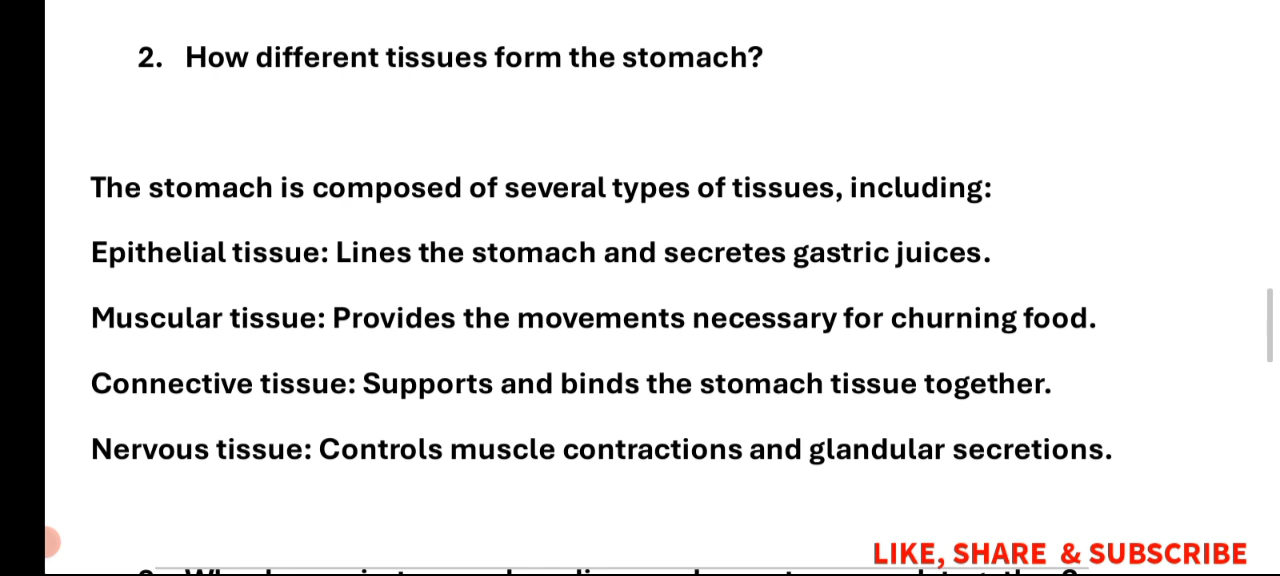 2. How different tissues form the stomach?
The stomach is composed of several types of tissues, including:
Epithelial tissue: Lines the stomach and secretes gastric juices.
Muscular tissue: Provides the movements necessary for churning food.
Connective tissue: Supports and binds the stomach tissue together.
Nervous tissue: Controls muscle contractions and glandular secretions.
LIKE, SHARE & SUBSCRIBE